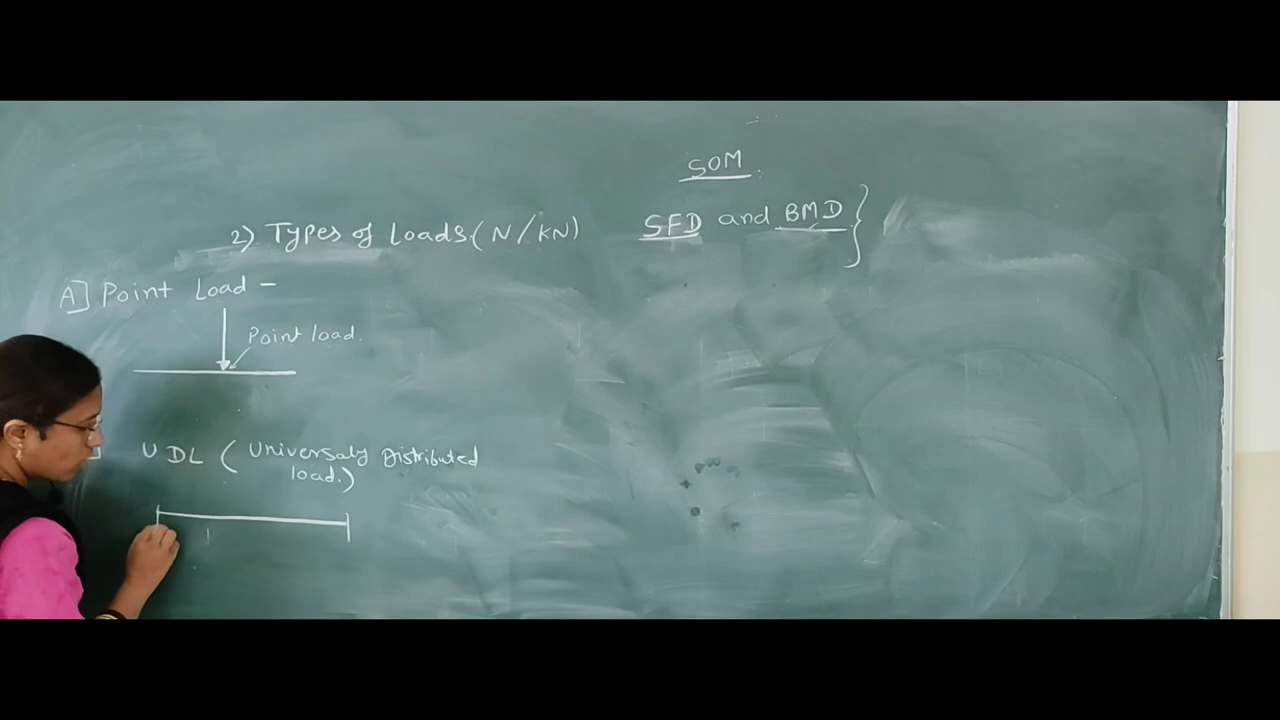 SOM.
2) Types of Loads.(N/KN)
SFD and BMD }
A] Point Load -
Point load.
] UDL (Universaly Distributed
load.)